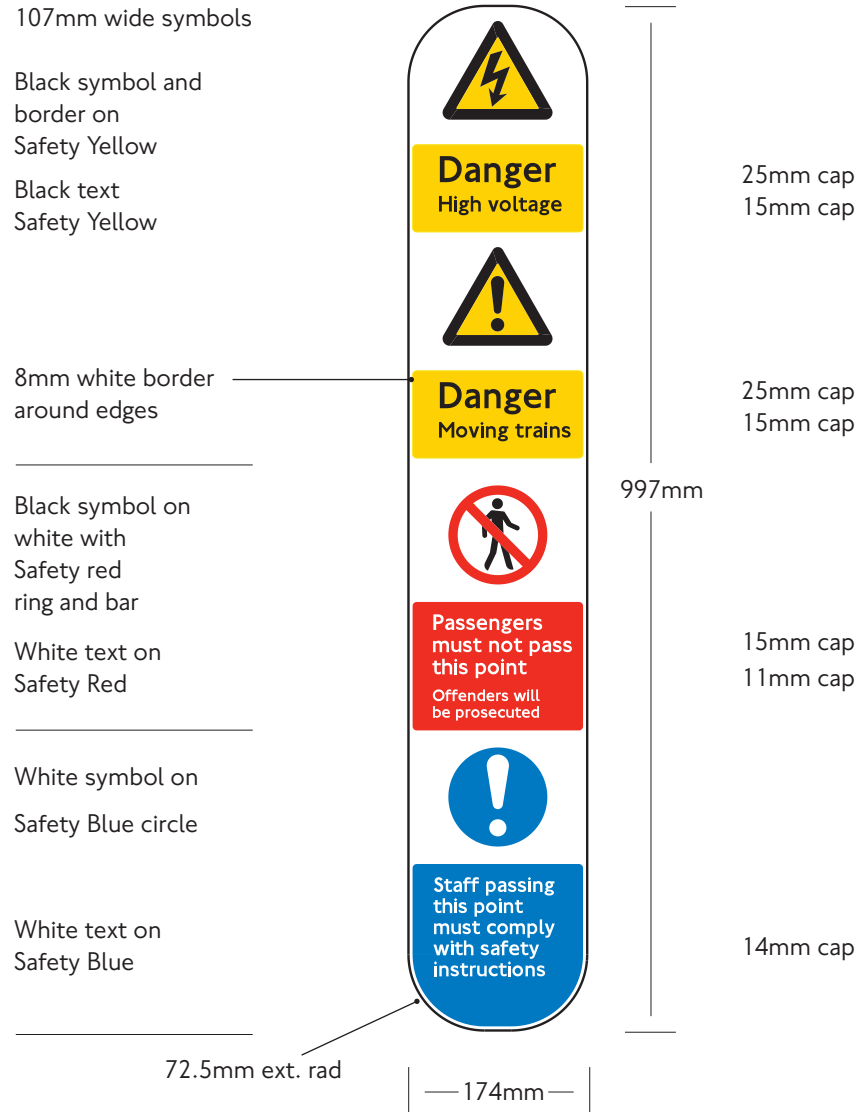 107mm wide symbols
Black symbol and
border on
Safety Yellow
Black text
Safety Yellow
Danger
High voltage
25mm cap
15mm cap
8mm white border
around edges
Danger
Moving trains
25mm cap
15mm cap
997mm
Black symbol on
white with
Safety red
ring and bar
White text on
Safety Red
Passengers
must not pass
this point
Offenders will
be prosecuted
15mm cap
11mm cap
White symbol on
Safety Blue circle
White text on
Safety Blue
Staff passing
this point
must comply
with safety
instructions
14mm cap
72.5mm ext. rad
174mm